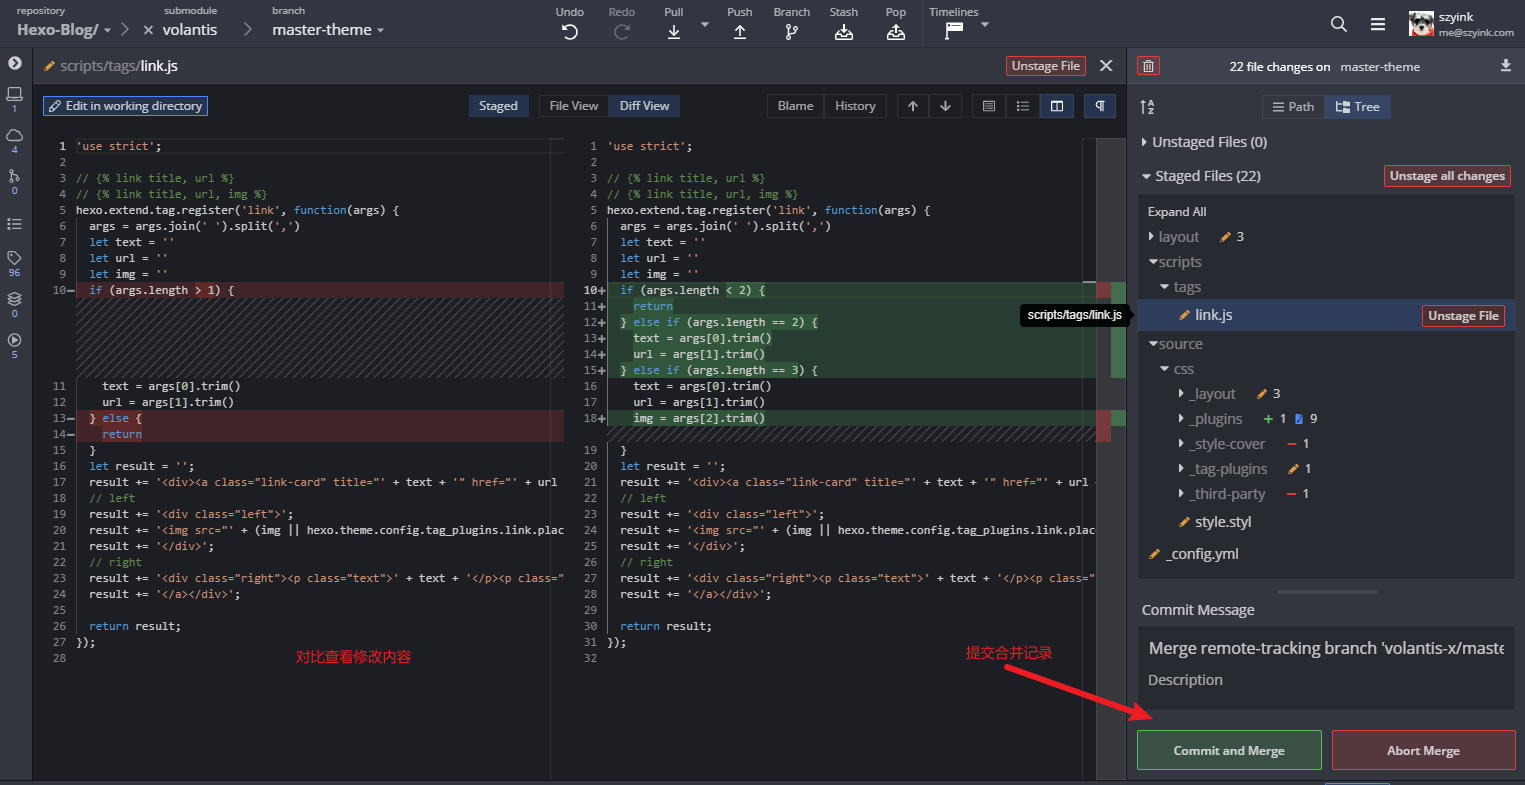 repository
submodule
branch
Hexo-Blog/
volantis
master-theme
Undo
Redo
Pull
Push
Branch
Stash
Pop
Timelines
szyink
me@szyink.com
scripts/tags/link.js
Unstage File
22 file changes on master-theme
Edit in working directory
Staged
File View
Diff View
Blame
History
Path
Tree
1
4
0
96
0
5
1 'use strict';
2
3 // {% link title, url %}
4 // {% link title, url, img %}
5 hexo.extend.tag.register('link', function(args) {
6 args = args.join(' ').split(',')
7 let text = ''
8 let url = ''
9 let img = ''
10— if (args.length > 1) {
11 text = args[0].trim()
12 url = args[1].trim()
13— } else {
14— return
15 }
16 let result = '';
17 result += '<div><a class="link-card" title="' + text + '" href="' + url
18 // left
19 result += '<div class="left">';
20 result += '<img src="' + (img || hexo.theme.config.tag_plugins.link.plac
21 result += '</div>';
22 // right
23 result += '<div class="right"><p class="text">' + text + '</p><p class="
24 result += '</a></div>';
25
26 return result;
27 });
28
对比查看修改内容
1 'use strict';
2
3 // {% link title, url %}
4 // {% link title, url, img %}
5 hexo.extend.tag.register('link', function(args) {
6 args = args.join(' ').split(',')
7 let text = ''
8 let url = ''
9 let img = ''
10+ if (args.length < 2) {
11+ return
12+ } else if (args.length == 2) {
13+ text = args[0].trim()
14+ url = args[1].trim()
15+ } else if (args.length == 3) {
16 text = args[0].trim()
17 url = args[1].trim()
18+ img = args[2].trim()
19 }
20 let result = '';
21 result += '<div><a class="link-card" title="' + text + '" href="' + url
22 // left
23 result += '<div class="left">';
24 result += '<img src="' + (img || hexo.theme.config.tag_plugins.link.plac
25 result += '</div>';
26 // right
27 result += '<div class="right"><p class="text">' + text + '</p><p class="
28 result += '</a></div>';
29
30 return result;
31 });
32
提交合并记录
scripts/tags/link.js
Unstaged Files (0)
Staged Files (22)
Unstage all changes
Expand All
layout 3
scripts
tags
link.js
Unstage File
source
css
_layout 3
_plugins 1 9
_style-cover 1
_tag-plugins 1
_third-party 1
style.styl
_config.yml
Commit Message
Merge remote-tracking branch 'volantis-x/maste
Description
Commit and Merge
Abort Merge